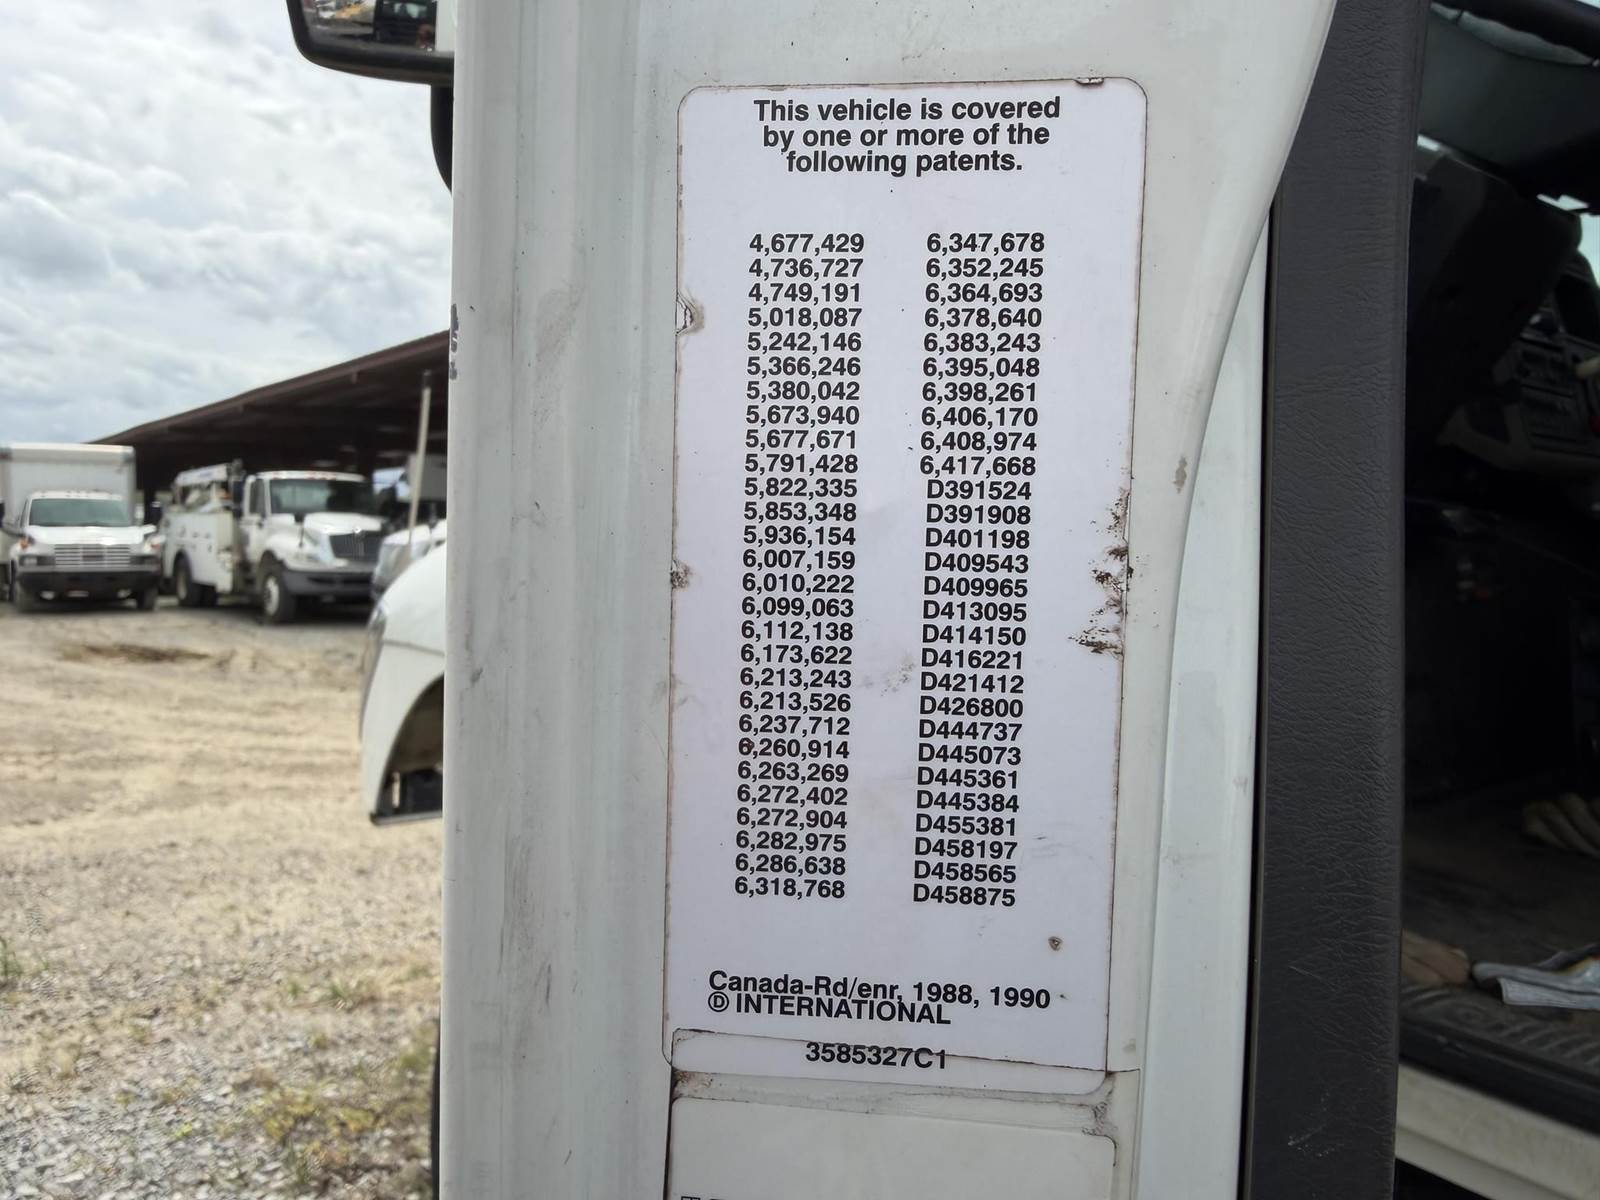 This vehicle is covered
by one or more of the
following patents.
4,677,429 6,347,678
4,736,727 6,352,245
4,749,191 6,364,693
5,018,087 6,378,640
5,242,146 6,383,243
5,366,246 6,395,048
5,380,042 6,398,261
5,673,940 6,406,170
5,677,671 6,408,974
5,791,428 6,417,668
5,822,335 D391524
5,853,348 D391908
5,936,154 D401198
6,007,159 D409543
6,010,222 D409965
6,099,063 D413095
6,112,138 D414150
6,173,622 D416221
6,213,243 D421412
6,213,526 D426800
6,237,712 D444737
6,260,914 D445073
6,263,269 D445361
6,272,402 D445384
6,272,904 D455381
6,282,975 D458197
6,286,638 D458565
6,318,768 D458875
Canada-Rd/enr, 1988, 1990
Ⓓ INTERNATIONAL
3585327C1